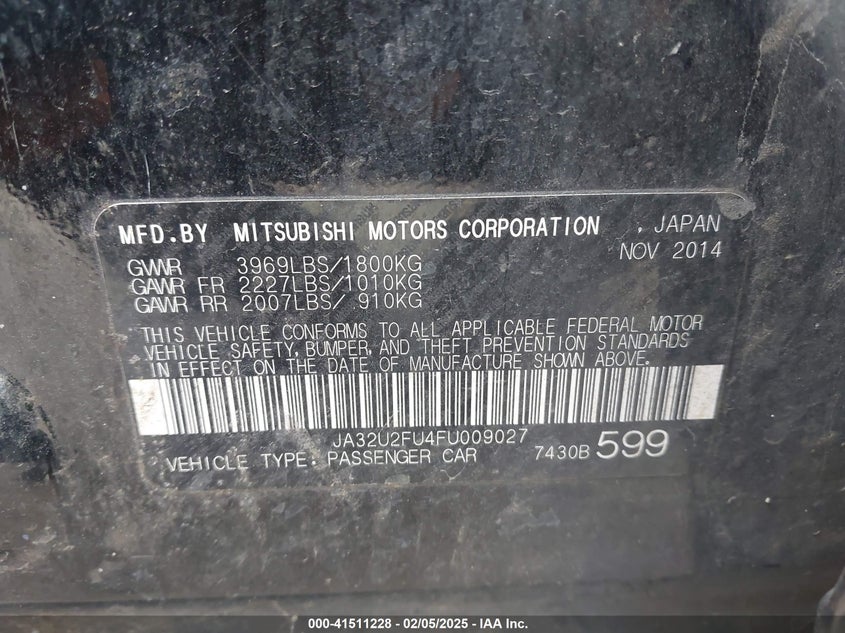 MFD.BY MITSUBISHI MOTORS CORPORATION , JAPAN
NOV 2014
GVWR 3969LBS/1800KG
GAWR FR 2227LBS/1010KG
GAWR RR 2007LBS/ 910KG
THIS VEHICLE CONFORMS TO ALL APPLICABLE FEDERAL MOTOR
VEHICLE SAFETY, BUMPER, AND THEFT PREVENTION STANDARDS
IN EFFECT ON THE DATE OF MANUFACTURE SHOWN ABOVE.
JA32U2FU4FU009027
VEHICLE TYPE: PASSENGER CAR 7430B 599
000-41511228 - 02/05/2025 - IAA Inc.